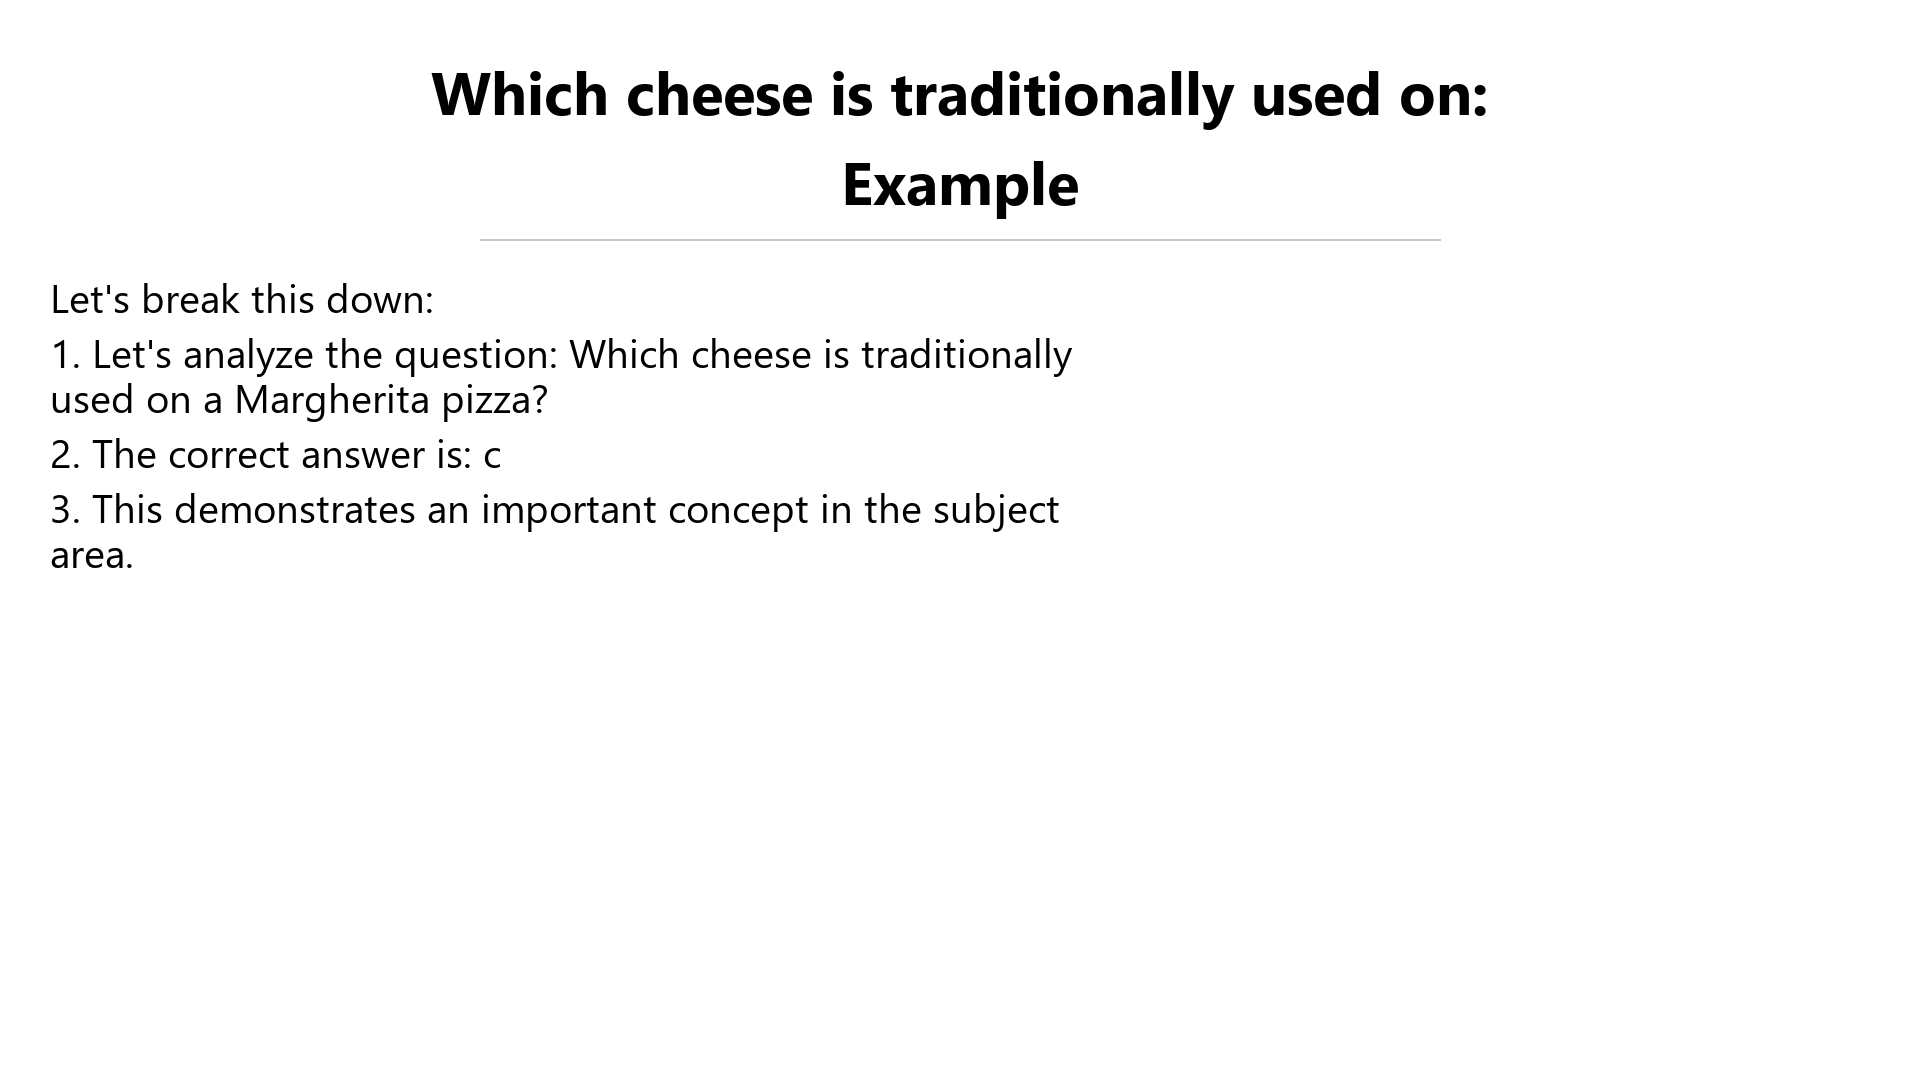 Which cheese is traditionally used on:
Example
Let's break this down:
1. Let's analyze the question: Which cheese is traditionally
used on a Margherita pizza?
2. The correct answer is: c
3. This demonstrates an important concept in the subject
area.